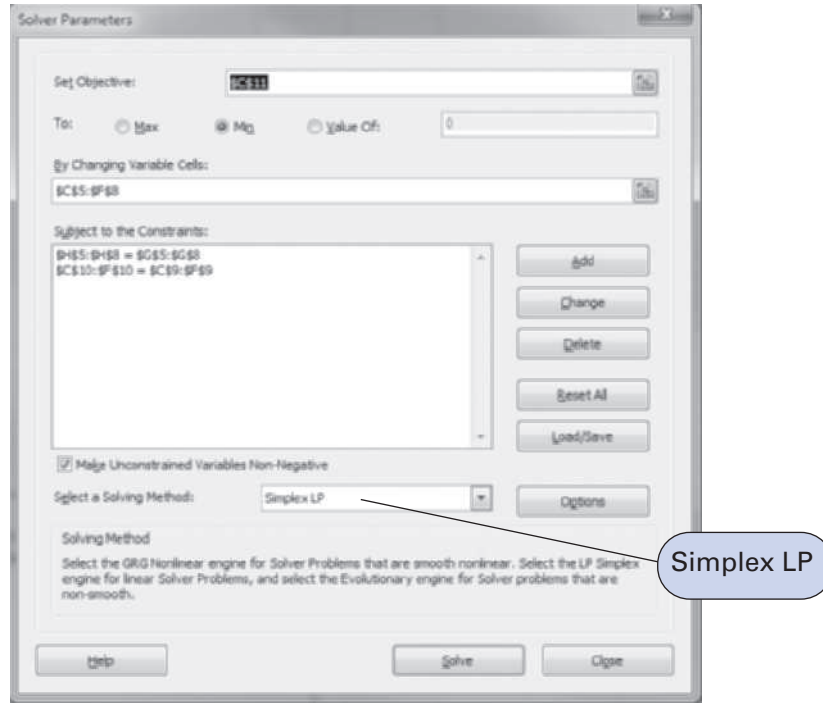 Solver Parameters
Set Objective: $C$11
To: Max Min Value Of: 0
By Changing Variable Cells:
$C$5:$F$8
Subject to the Constraints:
$H$5:$H$8 = $G$5:$G$8
$C$10:$F$10 = $C$9:$F$9
Add
Change
Delete
Reset All
Load/Save
Make Unconstrained Variables Non-Negative
Select a Solving Method: Simplex LP Options
Simplex LP
Solving Method
Select the GRG Nonlinear engine for Solver Problems that are smooth nonlinear. Select the LP Simplex
engine for linear Solver Problems, and select the Evolutionary engine for Solver problems that are
non-smooth.
Help Solve Close